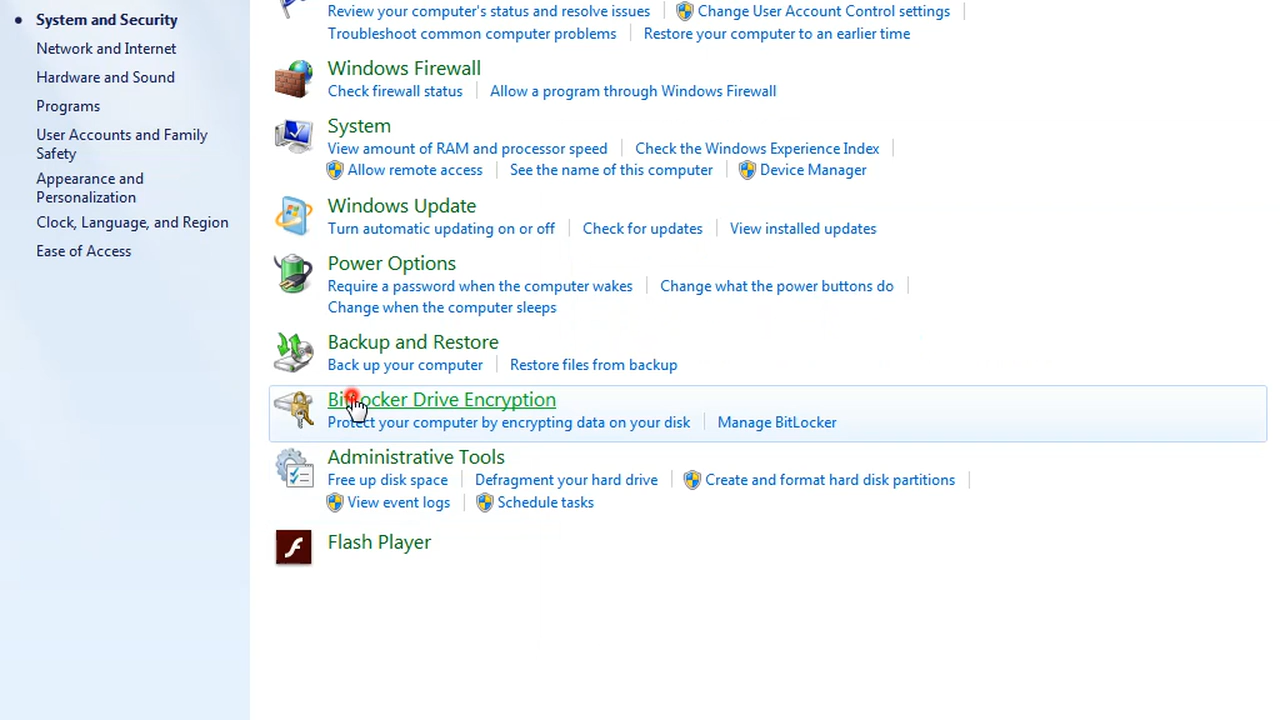 System and Security
Network and Internet
Hardware and Sound
Programs
User Accounts and Family
Safety
Appearance and
Personalization
Clock, Language, and Region
Ease of Access
Review your computer's status and resolve issues Change User Account Control settings
Troubleshoot common computer problems Restore your computer to an earlier time
Windows Firewall
Check firewall status Allow a program through Windows Firewall
System
View amount of RAM and processor speed Check the Windows Experience Index
Allow remote access See the name of this computer Device Manager
Windows Update
Turn automatic updating on or off Check for updates View installed updates
Power Options
Require a password when the computer wakes Change what the power buttons do
Change when the computer sleeps
Backup and Restore
Back up your computer Restore files from backup
BitLocker Drive Encryption
Protect your computer by encrypting data on your disk Manage BitLocker
Administrative Tools
Free up disk space Defragment your hard drive Create and format hard disk partitions
View event logs Schedule tasks
Flash Player